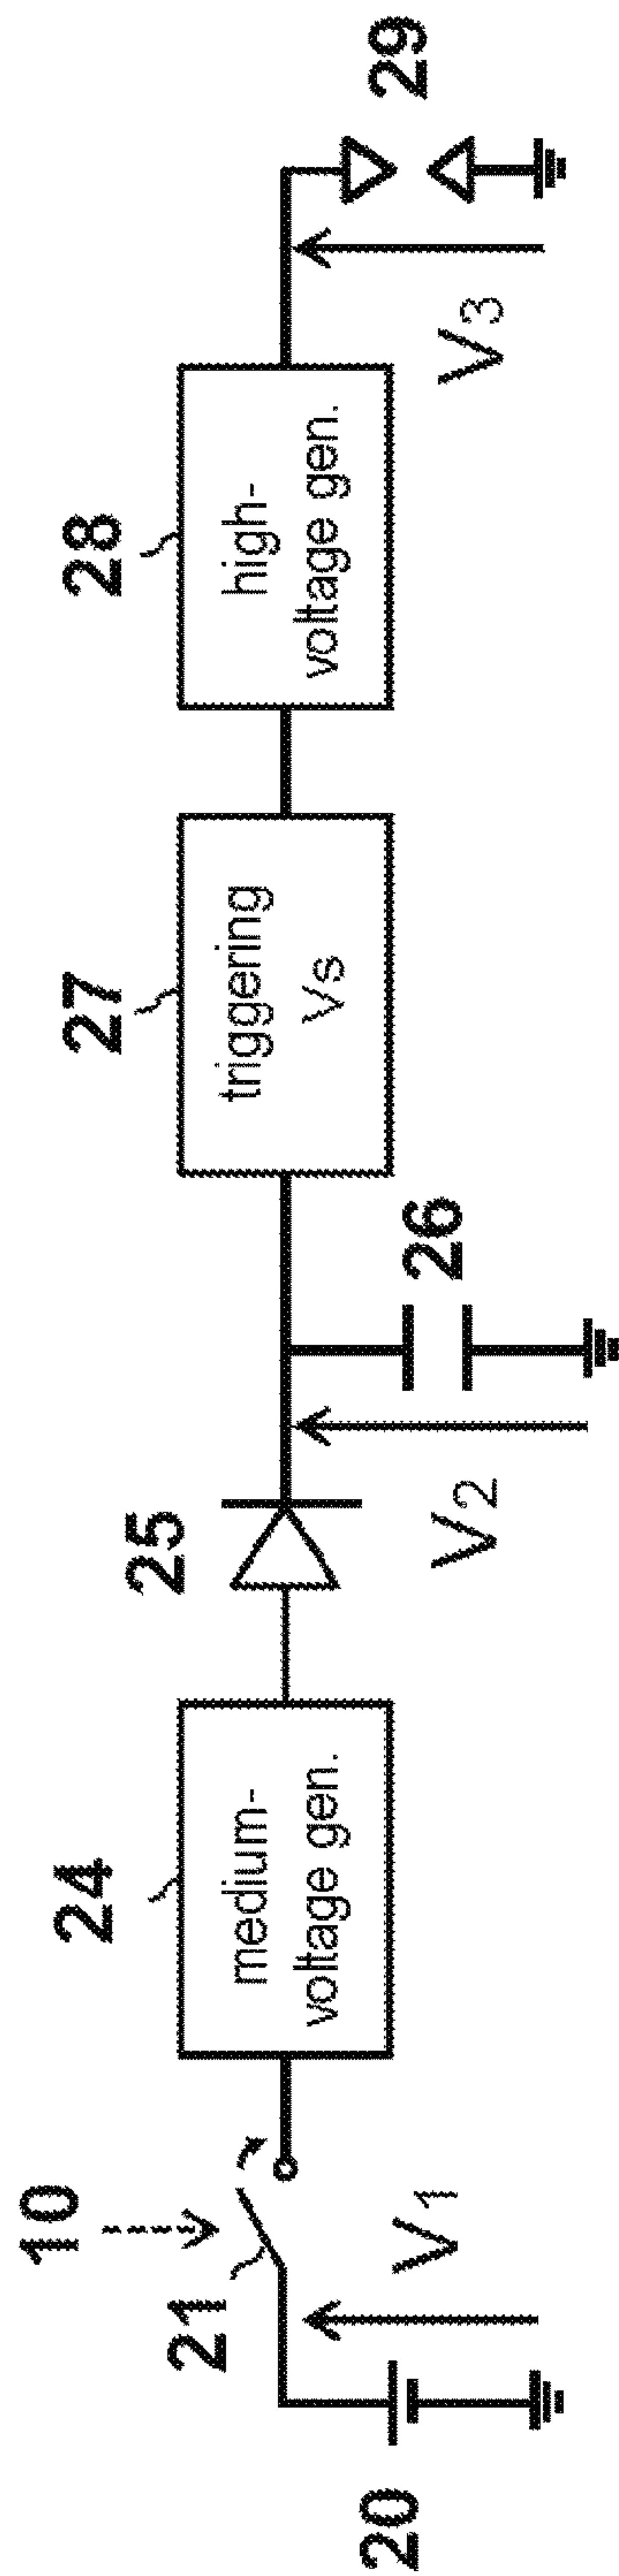 10
20
21
V1
24
medium-
voltage gen.
25
V2
26
27
triggering
Vs
28
high-
voltage gen.
V3
29